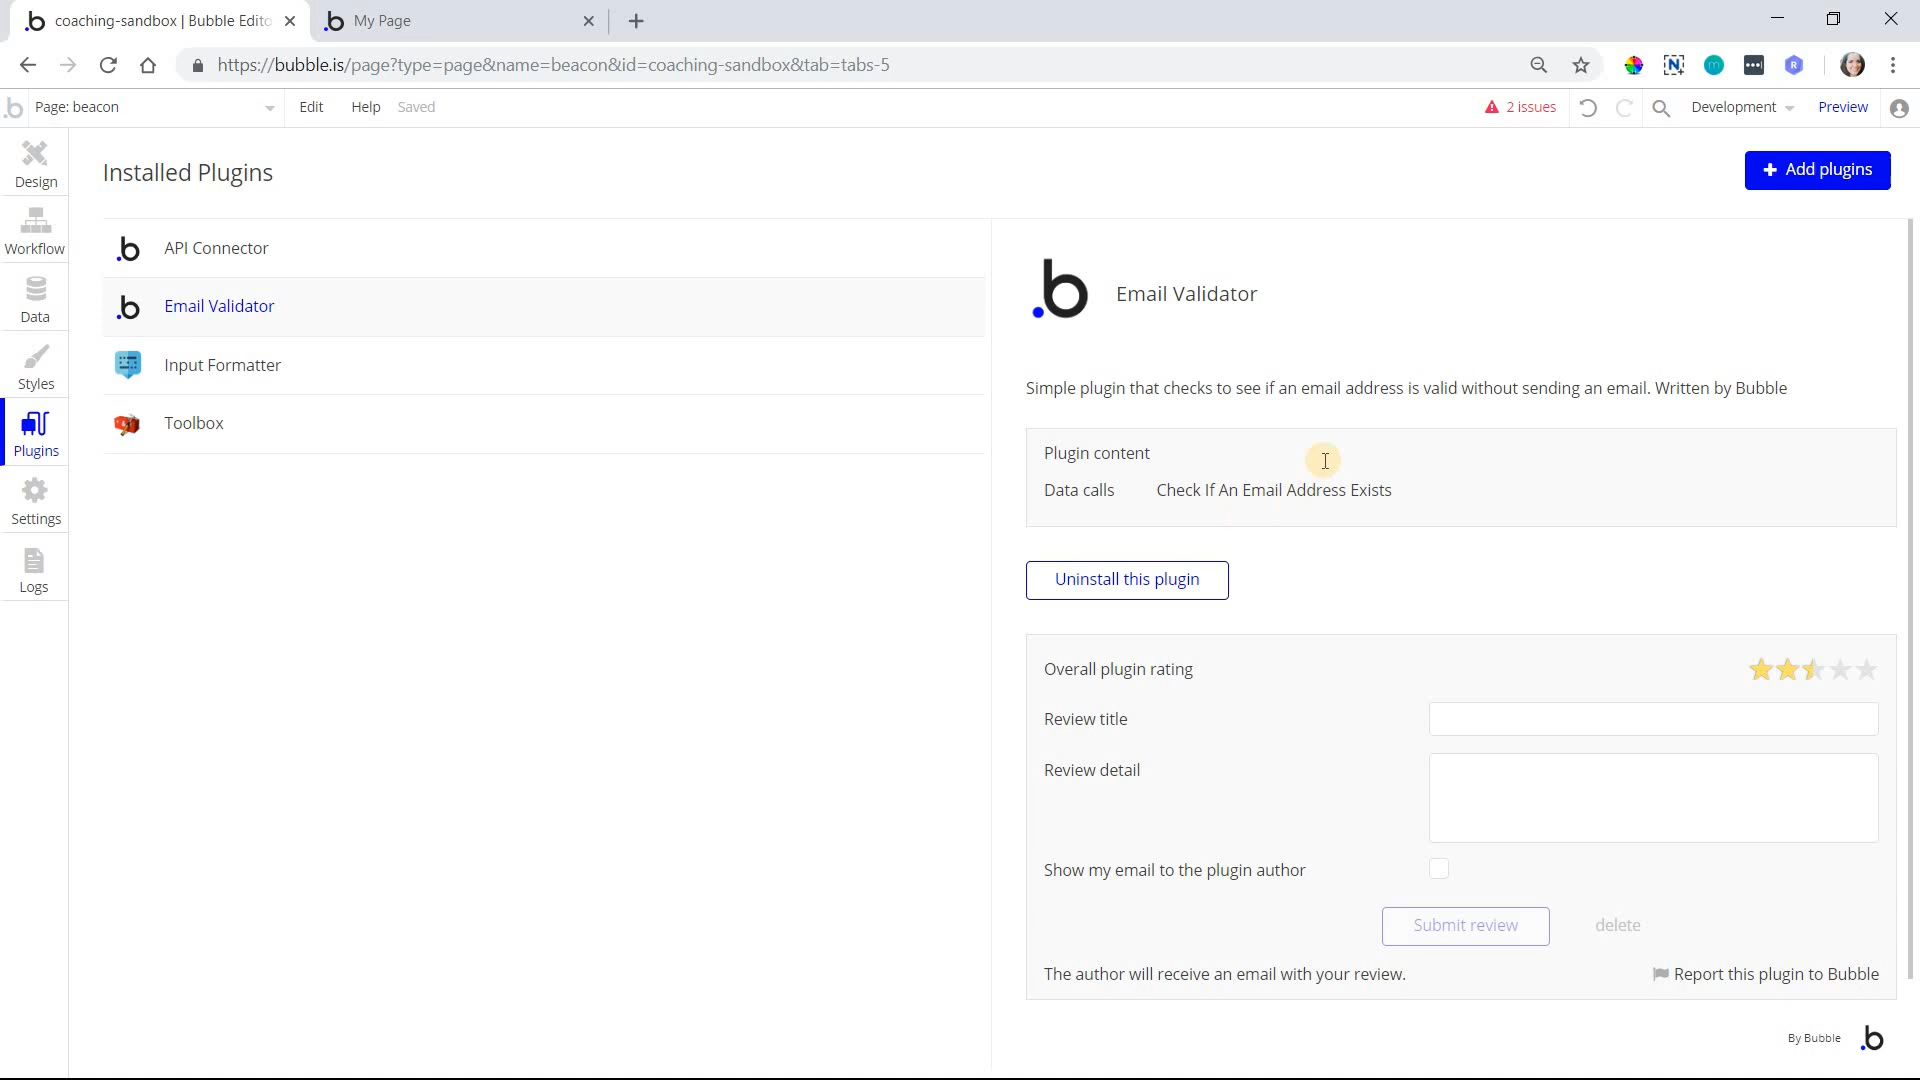 coaching-sandbox | Bubble Edito
My Page
https://bubble.is/page?type=page&name=beacon&id=coaching-sandbox&tab=tabs-5
Page: beacon
Edit
Help
Saved
2 issues
Development
Preview
Design
Workflow
Data
Styles
Plugins
Settings
Logs
Installed Plugins
+ Add plugins
API Connector
Email Validator
Input Formatter
Toolbox
Email Validator
Simple plugin that checks to see if an email address is valid without sending an email. Written by Bubble
Plugin content
Data calls Check If An Email Address Exists
Uninstall this plugin
Overall plugin rating
Review title
Review detail
Show my email to the plugin author
Submit review delete
The author will receive an email with your review. Report this plugin to Bubble
By Bubble